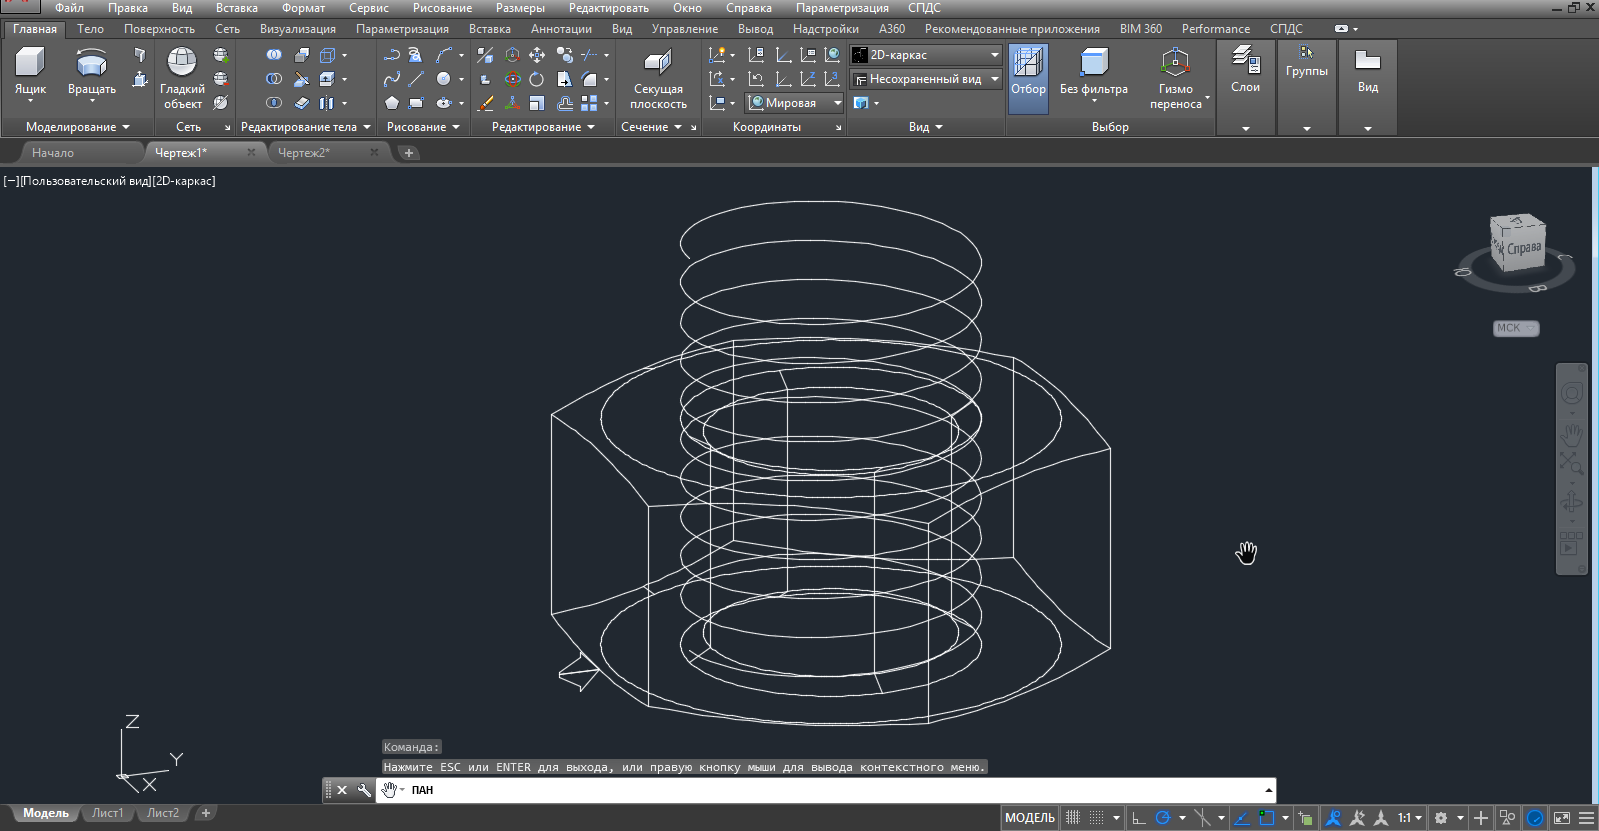 Файл Правка Вид Вставка Формат Сервис Рисование Размеры Редактировать Окно Справка Параметризация СПДС
Главная Тело Поверхность Сеть Визуализация Параметризация Вставка Аннотации Вид Управление Вывод Надстройки A360 Рекомендованные приложения BIM 360 Performance СПДС
Ящик
Вращать
Гладкий
объект
Секущая
плоскость
Мировая
2D-каркас
Несохраненный вид
Отбор
Без фильтра
Гизмо
переноса
Слои
Группы
Вид
Моделирование Сеть Редактирование тела Рисование Редактирование Сечение Координаты Вид Выбор
Начало Чертеж1* Чертеж2*
[−][Пользовательский вид][2D-каркас]
Справа
Ю
В
МСК
Z
Y
X
Команда:
Нажмите ESC или ENTER для выхода, или правую кнопку мыши для вывода контекстного меню.
ПАН
Модель Лист1 Лист2 +
МОДЕЛЬ 1:1